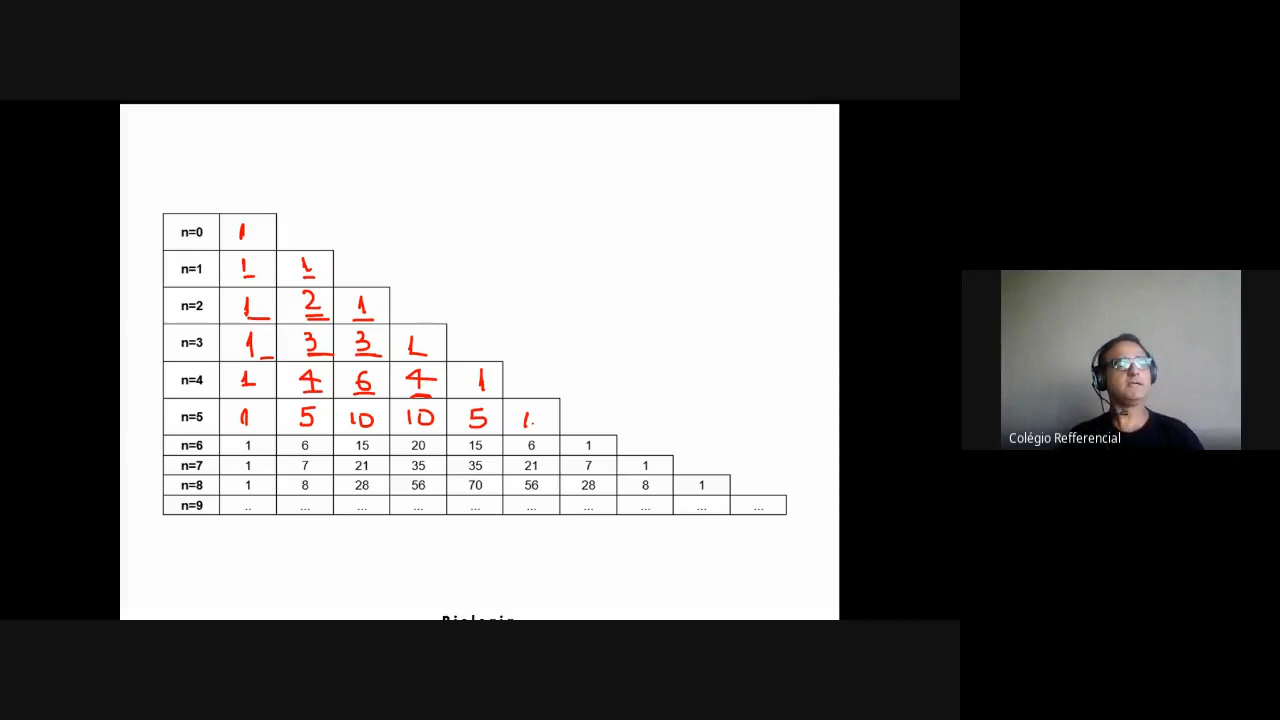 n=0 1
n=1 1 1
n=2 1 2 1
n=3 1 3 3 1
n=4 1 4 6 4 1
n=5 1 5 10 10 5 1.
n=6 1 6 15 20 15 6 1
n=7 1 7 21 35 35 21 7 1
n=8 1 8 28 56 70 56 28 8 1
n=9 .. ... ... ... ... ... ... ... ... ...
Colégio Refferencial